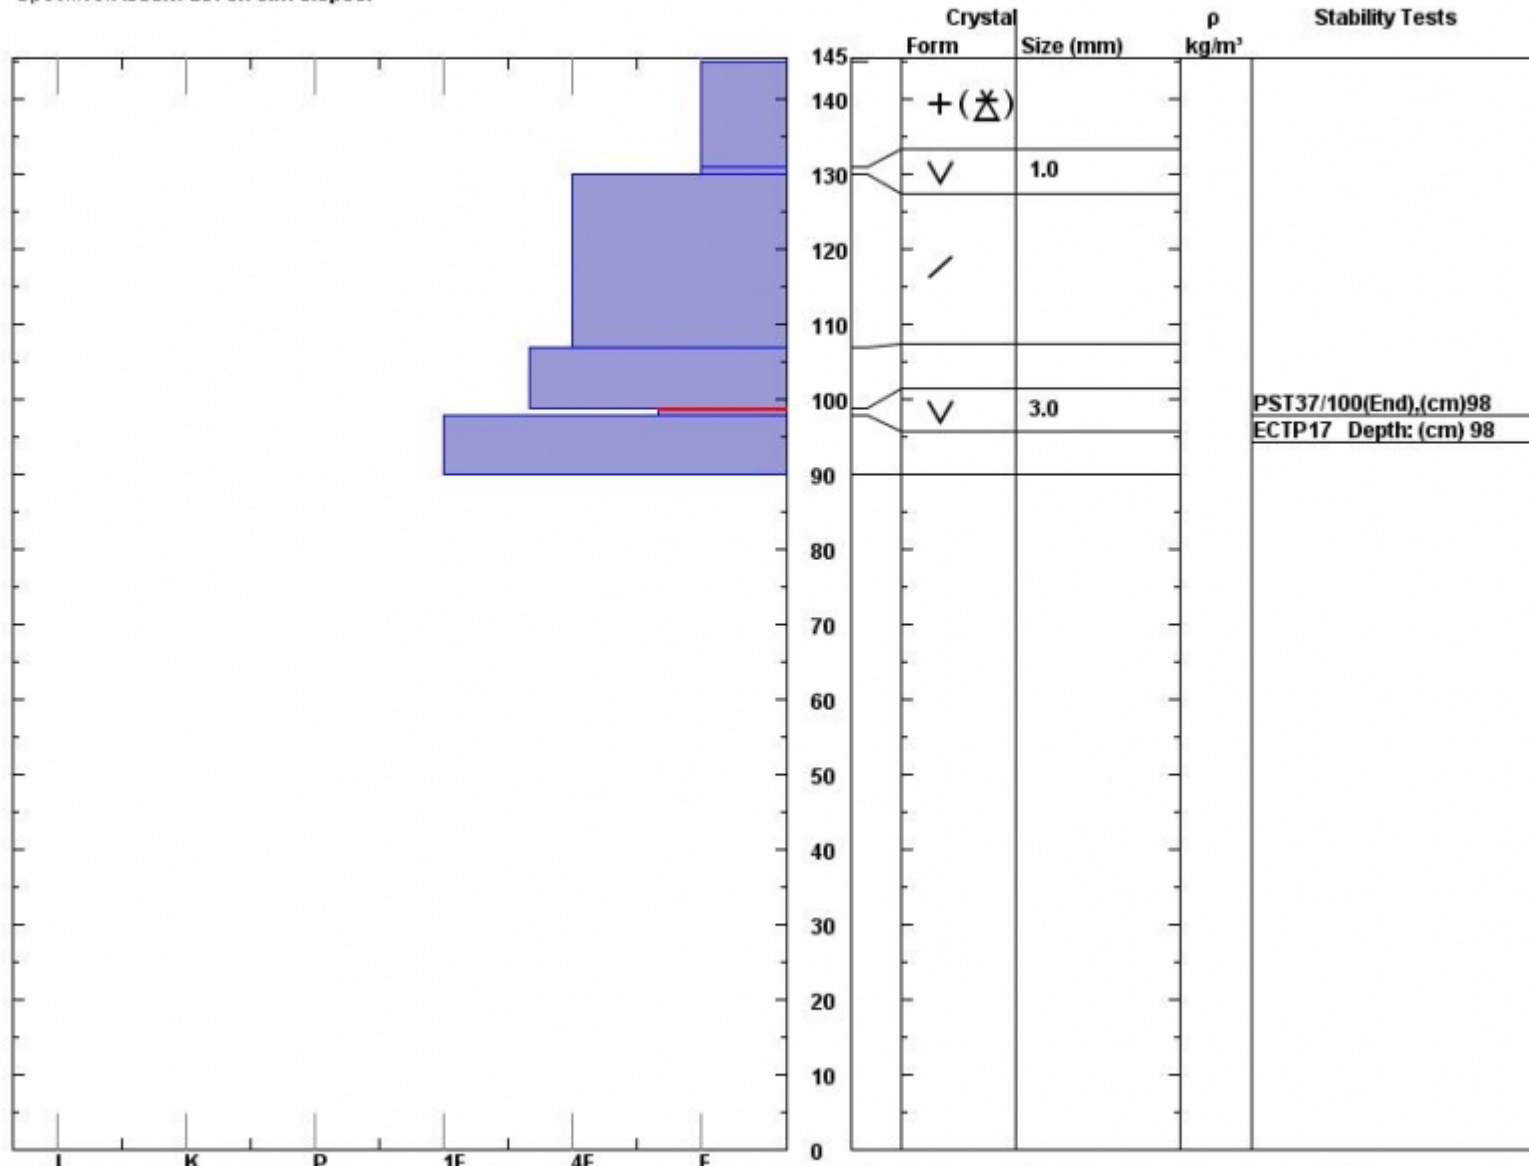 Crystal ρ Stability Tests
Form Size (mm) kg/m³
145
140
+ (
)
130 V 1.0
120
/
110
100 V 3.0 PST37/100(End),(cm)98
ECTP17 Depth: (cm) 98
90
80
70
60
50
40
30
20
10
0
I K P 1F 4F F